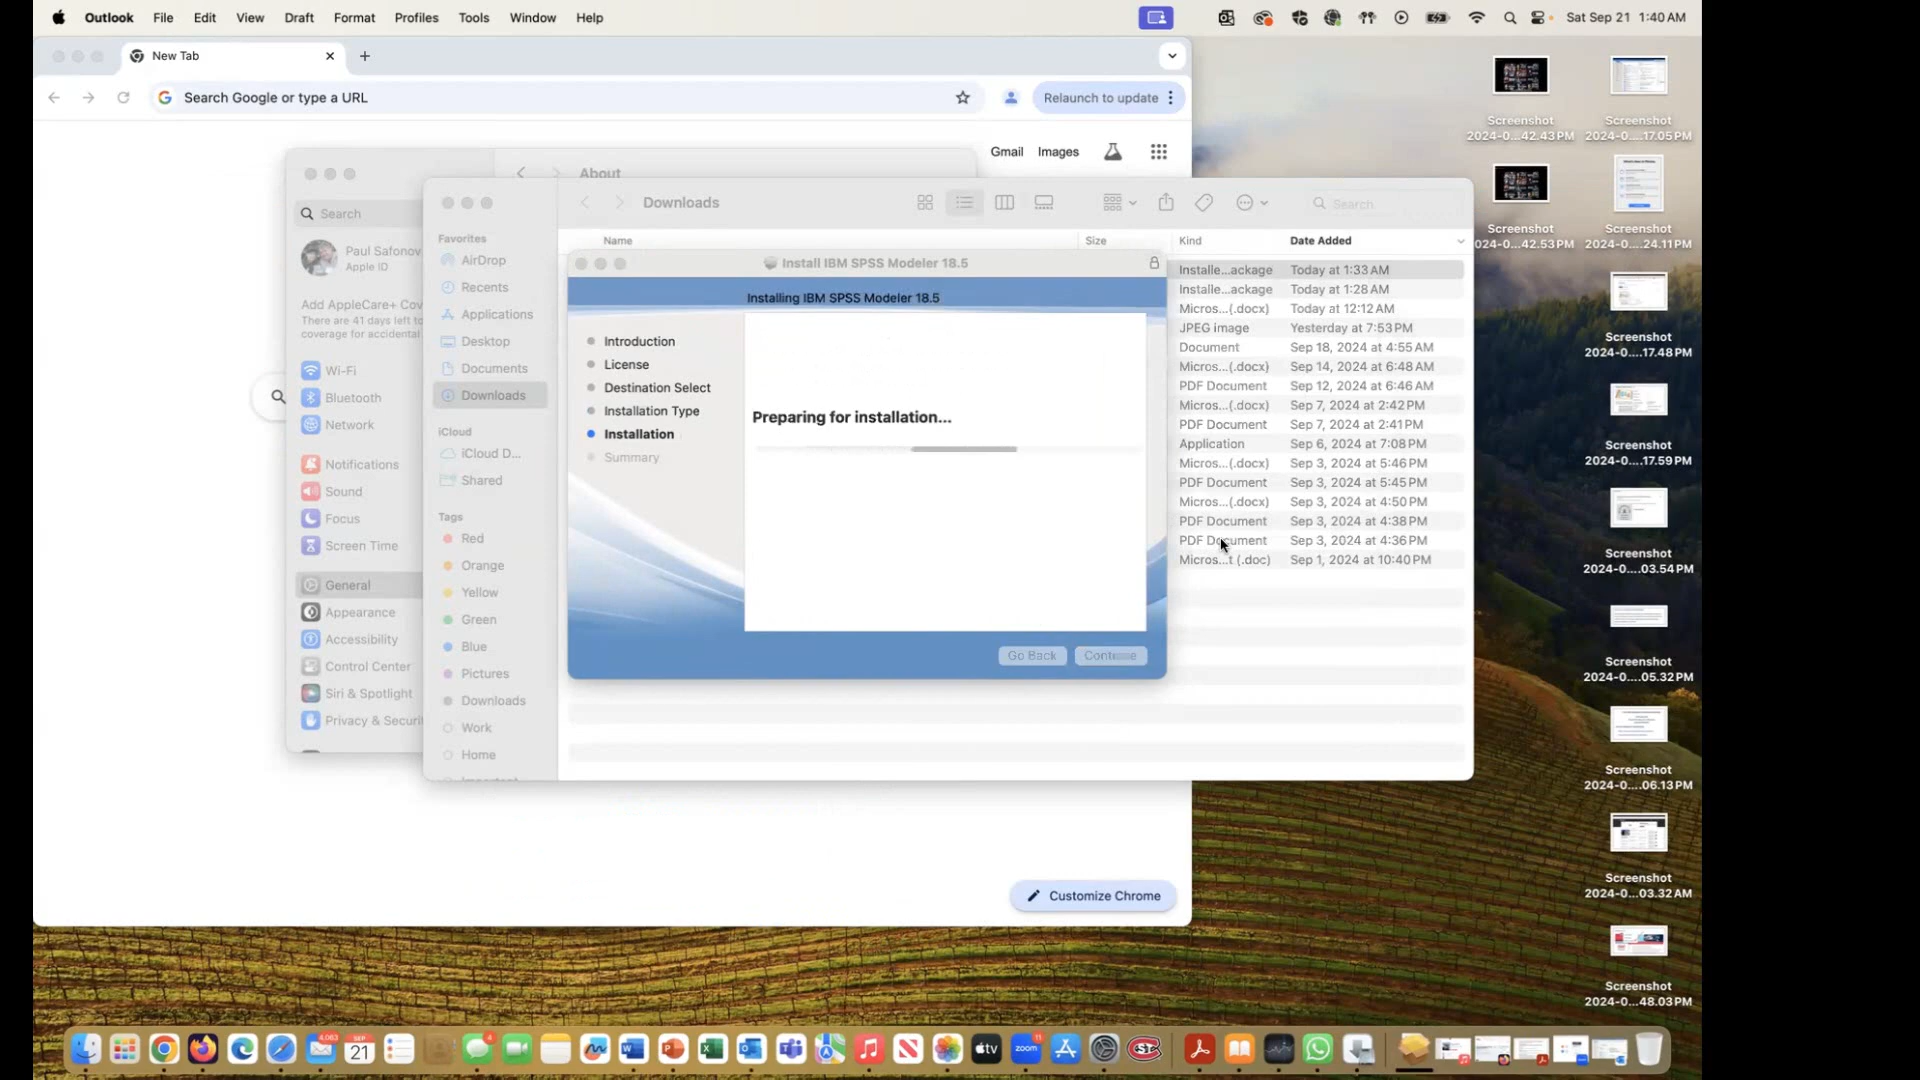 Outlook File Edit View Draft Format Profiles Tools Window Help
Sat Sep 21 1:40 AM
New Tab
Search Google or type a URL
Relaunch to update
Gmail Images
About
Search
Paul Safonov
Apple ID
Add AppleCare+ Cov
There are 41 days left to
coverage for accidental
Wi-Fi
Bluetooth
Network
Notifications
Sound
Focus
Screen Time
General
Appearance
Accessibility
Control Center
Siri & Spotlight
Privacy & Securi
Downloads
Search
Favorites
AirDrop
Recents
Applications
Desktop
Documents
Downloads
iCloud
iCloud D...
Shared
Tags
Red
Orange
Yellow
Green
Blue
Pictures
Downloads
Work
Home
Name Size Kind Date Added
Installe...ackage Today at 1:33 AM
Installe...ackage Today at 1:28 AM
Micros...(.docx) Today at 12:12 AM
JPEG image Yesterday at 7:53 PM
Document Sep 18, 2024 at 4:55 AM
Micros...(.docx) Sep 14, 2024 at 6:48 AM
PDF Document Sep 12, 2024 at 6:46 AM
Micros...(.docx) Sep 7, 2024 at 2:42 PM
PDF Document Sep 7, 2024 at 2:41 PM
Application Sep 6, 2024 at 7:08 PM
Micros...(.docx) Sep 3, 2024 at 5:46 PM
PDF Document Sep 3, 2024 at 5:45 PM
Micros...(.docx) Sep 3, 2024 at 4:50 PM
PDF Document Sep 3, 2024 at 4:38 PM
PDF Document Sep 3, 2024 at 4:36 PM
Micros...t (.doc) Sep 1, 2024 at 10:40 PM
Install IBM SPSS Modeler 18.5
Installing IBM SPSS Modeler 18.5
Introduction
License
Destination Select
Installation Type
Installation
Summary
Preparing for installation...
Go Back Continue
Customize Chrome
Screenshot
2024-0...42.43 PM
Screenshot
2024-0....17.05 PM
Screenshot
024-0...42.53 PM
Screenshot
2024-0....24.11 PM
Screenshot
2024-0....17.48 PM
Screenshot
2024-0....17.59 PM
Screenshot
2024-0....03.54 PM
Screenshot
2024-0....05.32 PM
Screenshot
2024-0....06.13 PM
Screenshot
2024-0....03.32 AM
Screenshot
2024-0...48.03 PM
SEP
21
tv
zoom
11